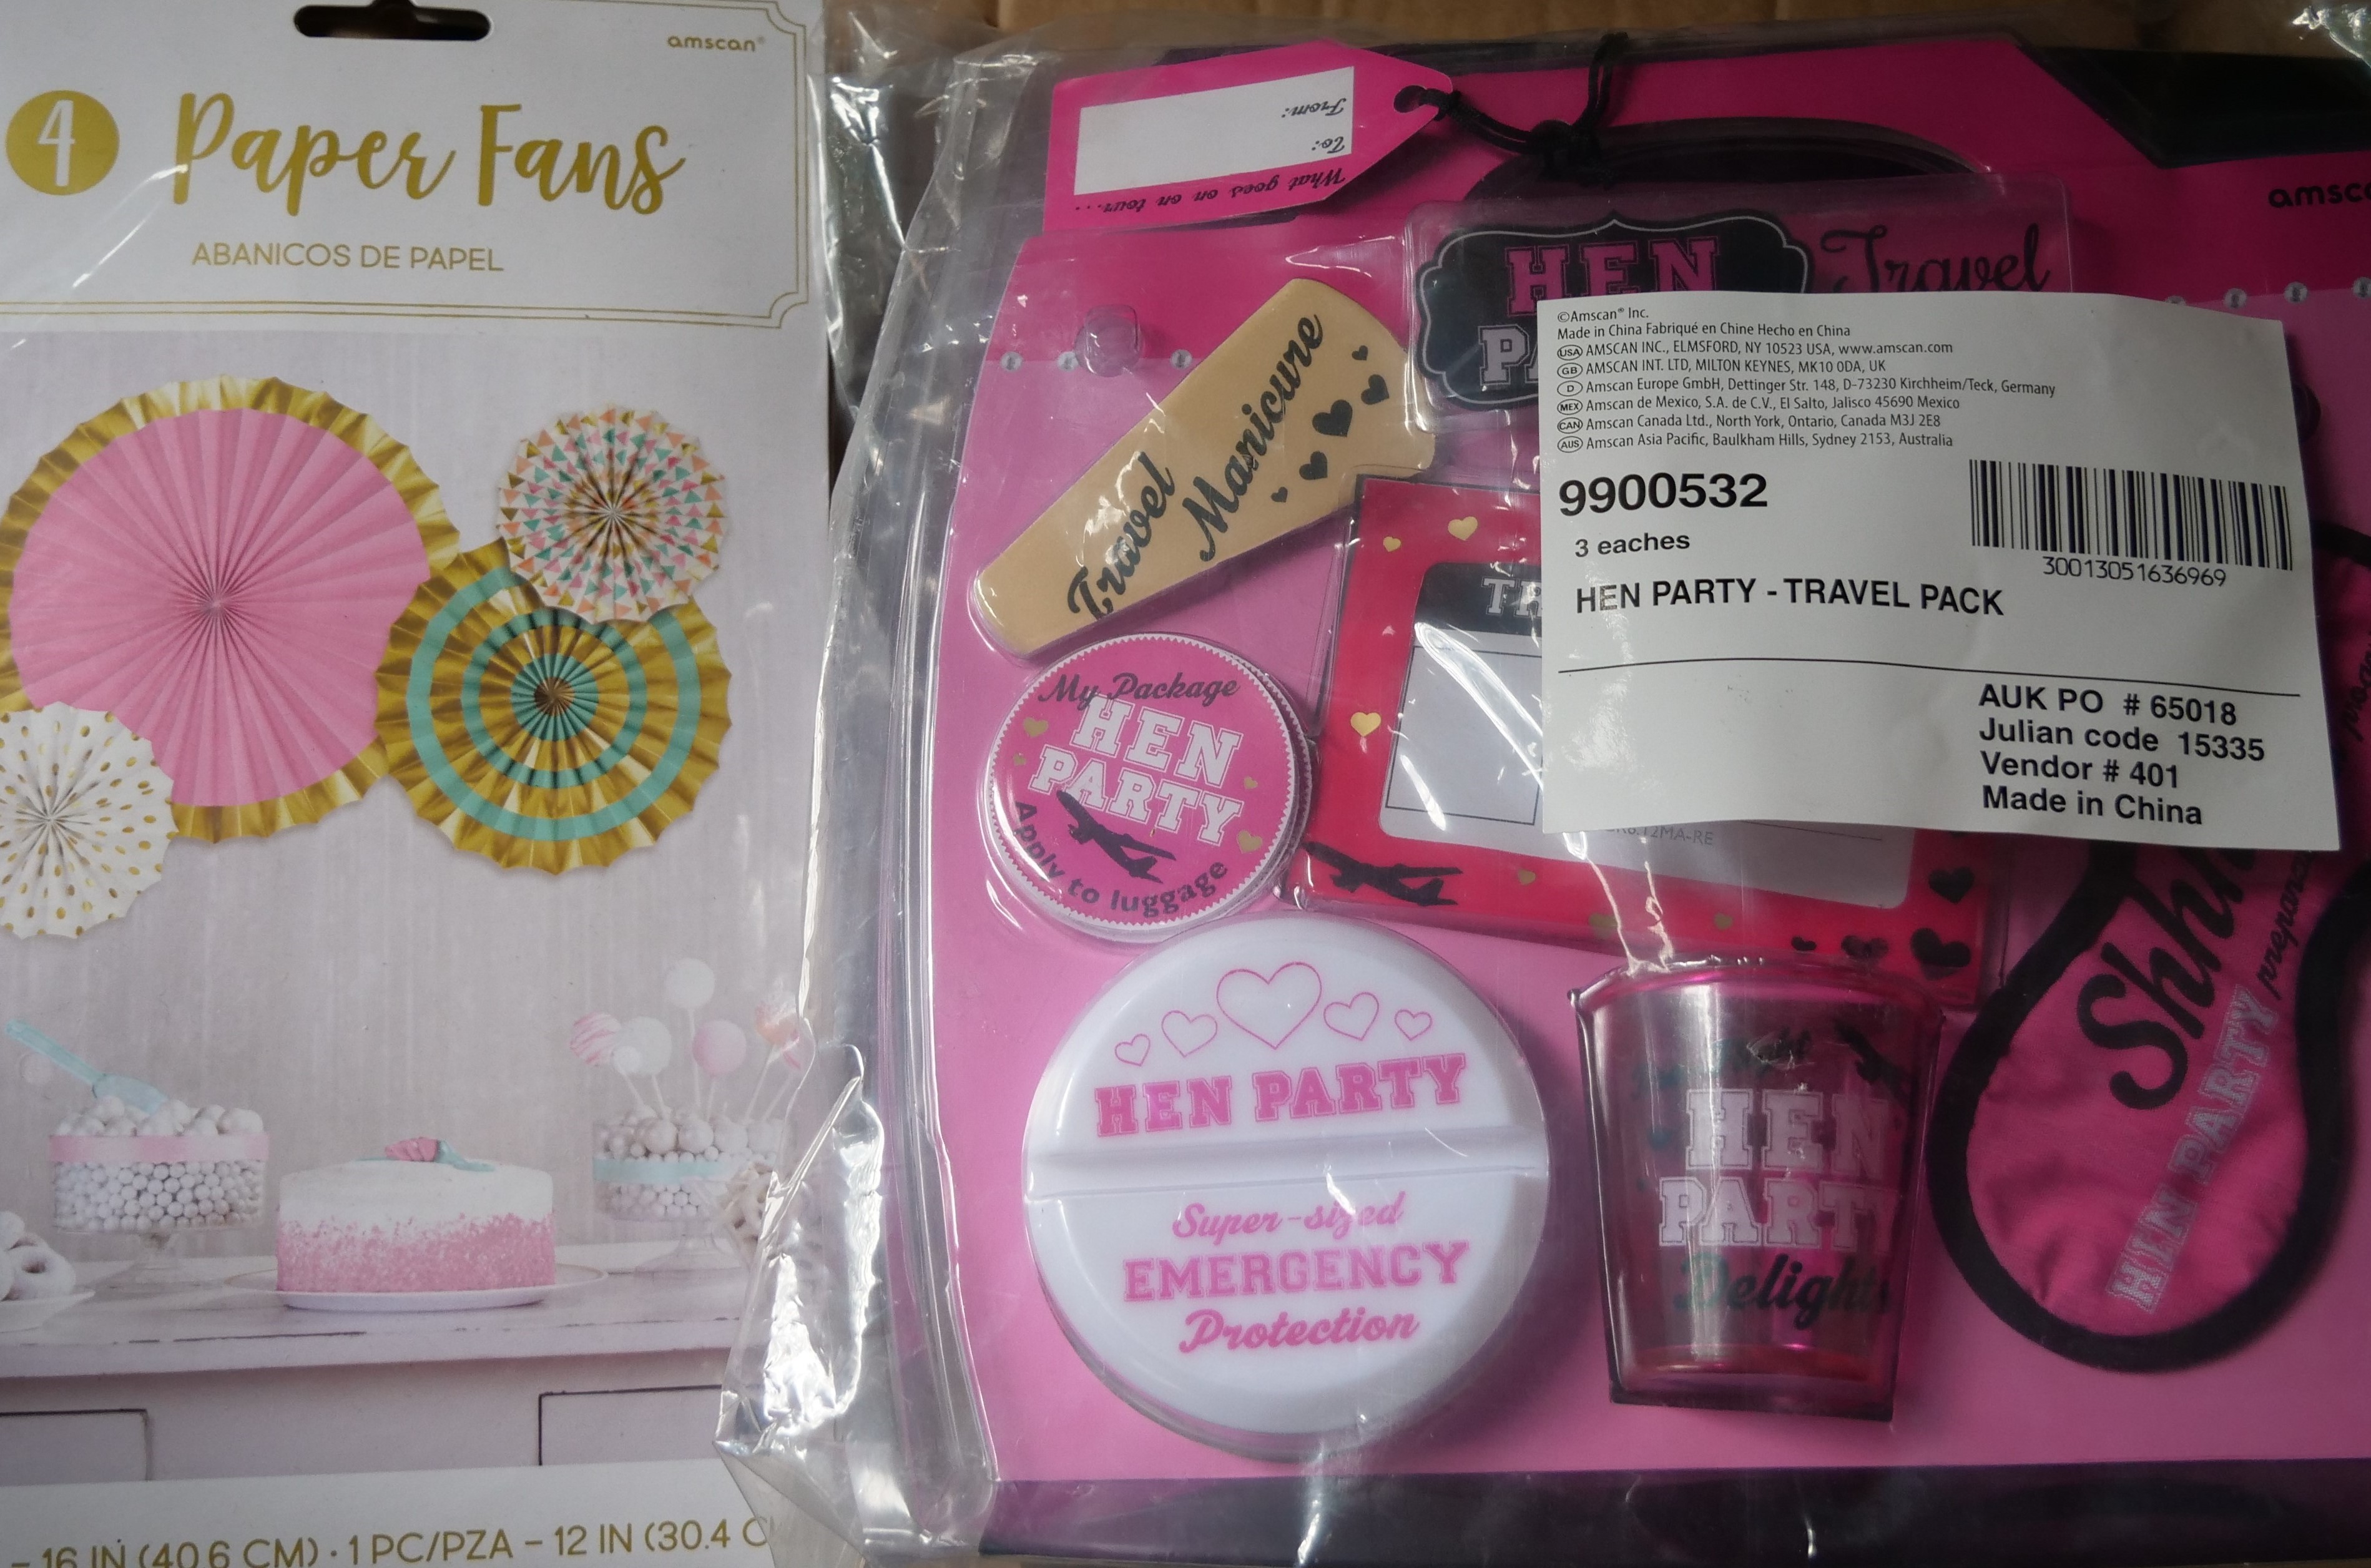 amscan®
4 Paper Fans
ABANICOS DE PAPEL
16 IN (40.6 CM) · 1 PC/PZA – 12 IN (30.4
From:
To:
What goes on on tour...
HEN
Travel
Travel
Manicure
My Package
HEN
PARTY
Apply to luggage
©Amscan® Inc.
Made in China Fabriqué en Chine Hecho en China
USA AMSCAN INC., ELMSFORD, NY 10523 USA, www.amscan.com
GB AMSCAN INT. LTD, MILTON KEYNES, MK10 0DA, UK
D Amscan Europe GmbH, Dettinger Str. 148, D-73230 Kirchheim/Teck, Germany
MEX Amscan de Mexico, S.A. de C.V., El Salto, Jalisco 45690 Mexico
CAN Amscan Canada Ltd., North York, Ontario, Canada M3J 2E8
AUS Amscan Asia Pacific, Baulkham Hills, Sydney 2153, Australia
9900532
3 eaches
30013051636969
HEN PARTY - TRAVEL PACK
AUK PO # 65018
Julian code 15335
Vendor # 401
Made in China
HEN PARTY
Super-sized
EMERGENCY
Protection
HEN
PARTY
Delights
HEN PARTY